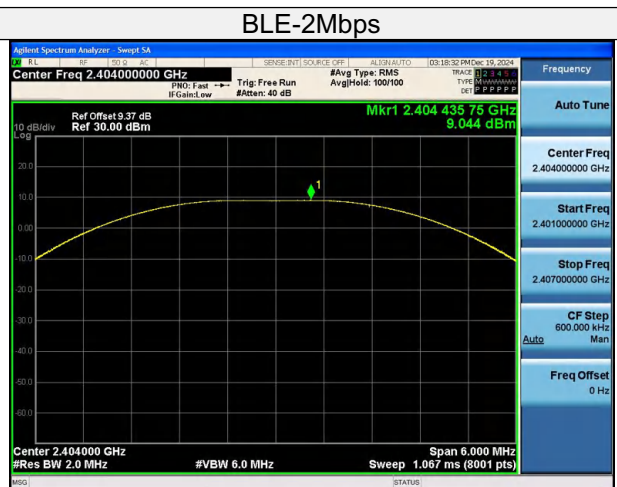 BLE-2Mbps
Agilent Spectrum Analyzer - Swept SA
RL RF 50 Ω AC SENSE:INT SOURCE OFF ALIGN AUTO 03:18:32 PM Dec 19, 2024
Center Freq 2.404000000 GHz
PNO: Fast
IFGain:Low
Trig: Free Run
#Atten: 40 dB
#Avg Type: RMS
Avg|Hold: 100/100
TRACE 1 2 3 4 5 6
TYPE
DET P P P P P P
Ref Offset 9.37 dB
10 dB/div Ref 30.00 dBm
Log
Mkr1 2.404 435 75 GHz
9.044 dBm
20.0
10.0
0.00
-10.0
-20.0
-30.0
-40.0
-50.0
-60.0
1
Center 2.404000 GHz
#Res BW 2.0 MHz
#VBW 6.0 MHz
Span 6.000 MHz
Sweep 1.067 ms (8001 pts)
MSG
STATUS
Frequency
Auto Tune
Center Freq
2.404000000 GHz
Start Freq
2.401000000 GHz
Stop Freq
2.407000000 GHz
CF Step
600.000 kHz
Auto Man
Freq Offset
0 Hz